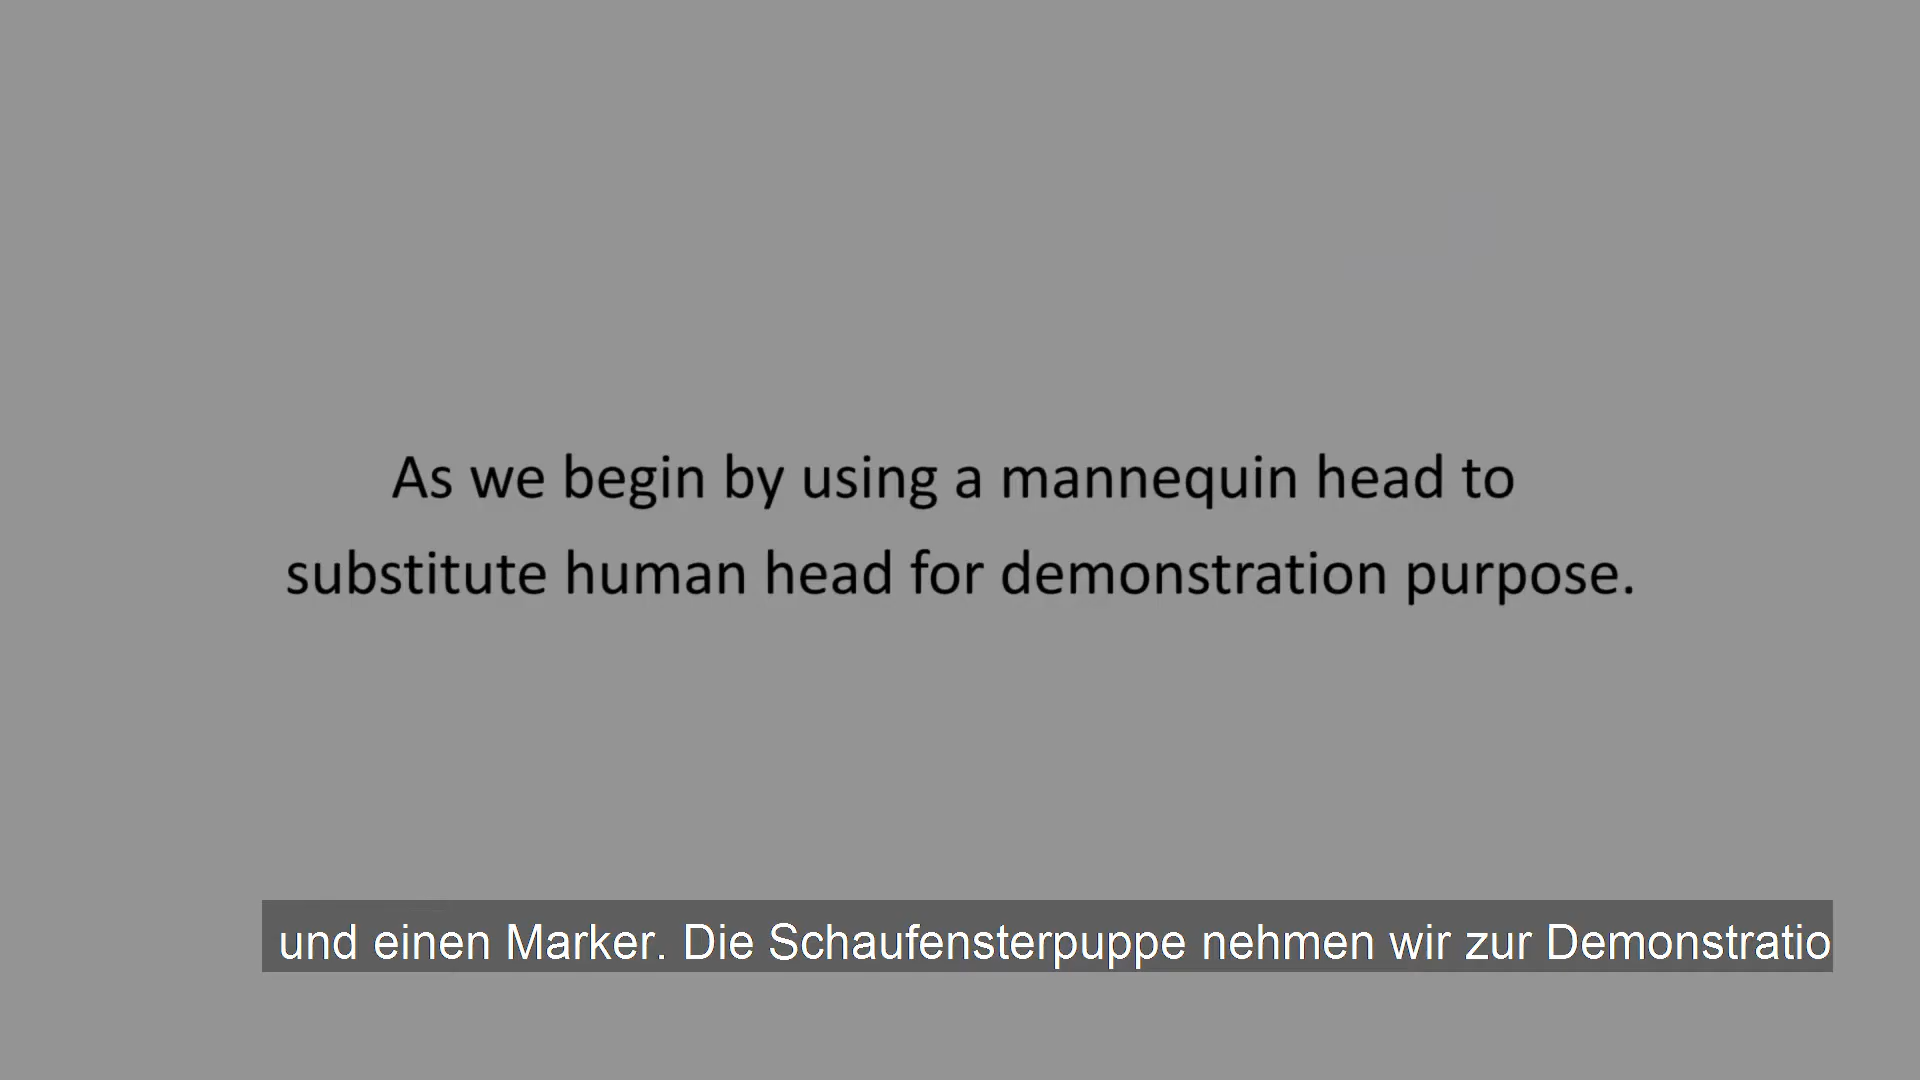 As we begin by using a mannequin head to
substitute human head for demonstration purpose.
und einen Marker. Die Schaufensterpuppe nehmen wir zur Demonstratio